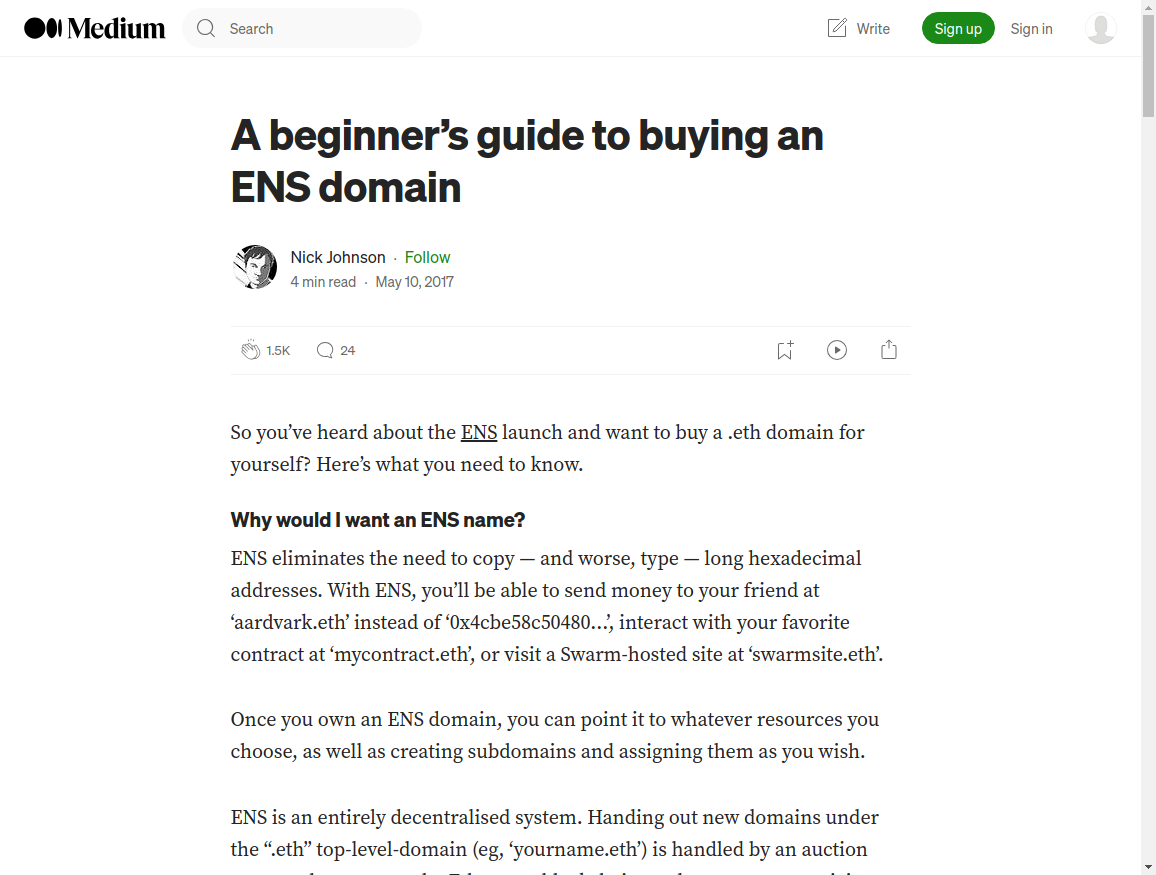 Medium
Search
Write
Sign up
Sign in
A beginner’s guide to buying an
ENS domain
Nick Johnson · Follow
4 min read · May 10, 2017
1.5K
24
So you’ve heard about the ENS launch and want to buy a .eth domain for
yourself? Here’s what you need to know.
Why would I want an ENS name?
ENS eliminates the need to copy — and worse, type — long hexadecimal
addresses. With ENS, you’ll be able to send money to your friend at
‘aardvark.eth’ instead of ‘0x4cbe58c50480…’, interact with your favorite
contract at ‘mycontract.eth’, or visit a Swarm-hosted site at ‘swarmsite.eth’.
Once you own an ENS domain, you can point it to whatever resources you
choose, as well as creating subdomains and assigning them as you wish.
ENS is an entirely decentralised system. Handing out new domains under
the “.eth” top-level-domain (eg, ‘yourname.eth’) is handled by an auction